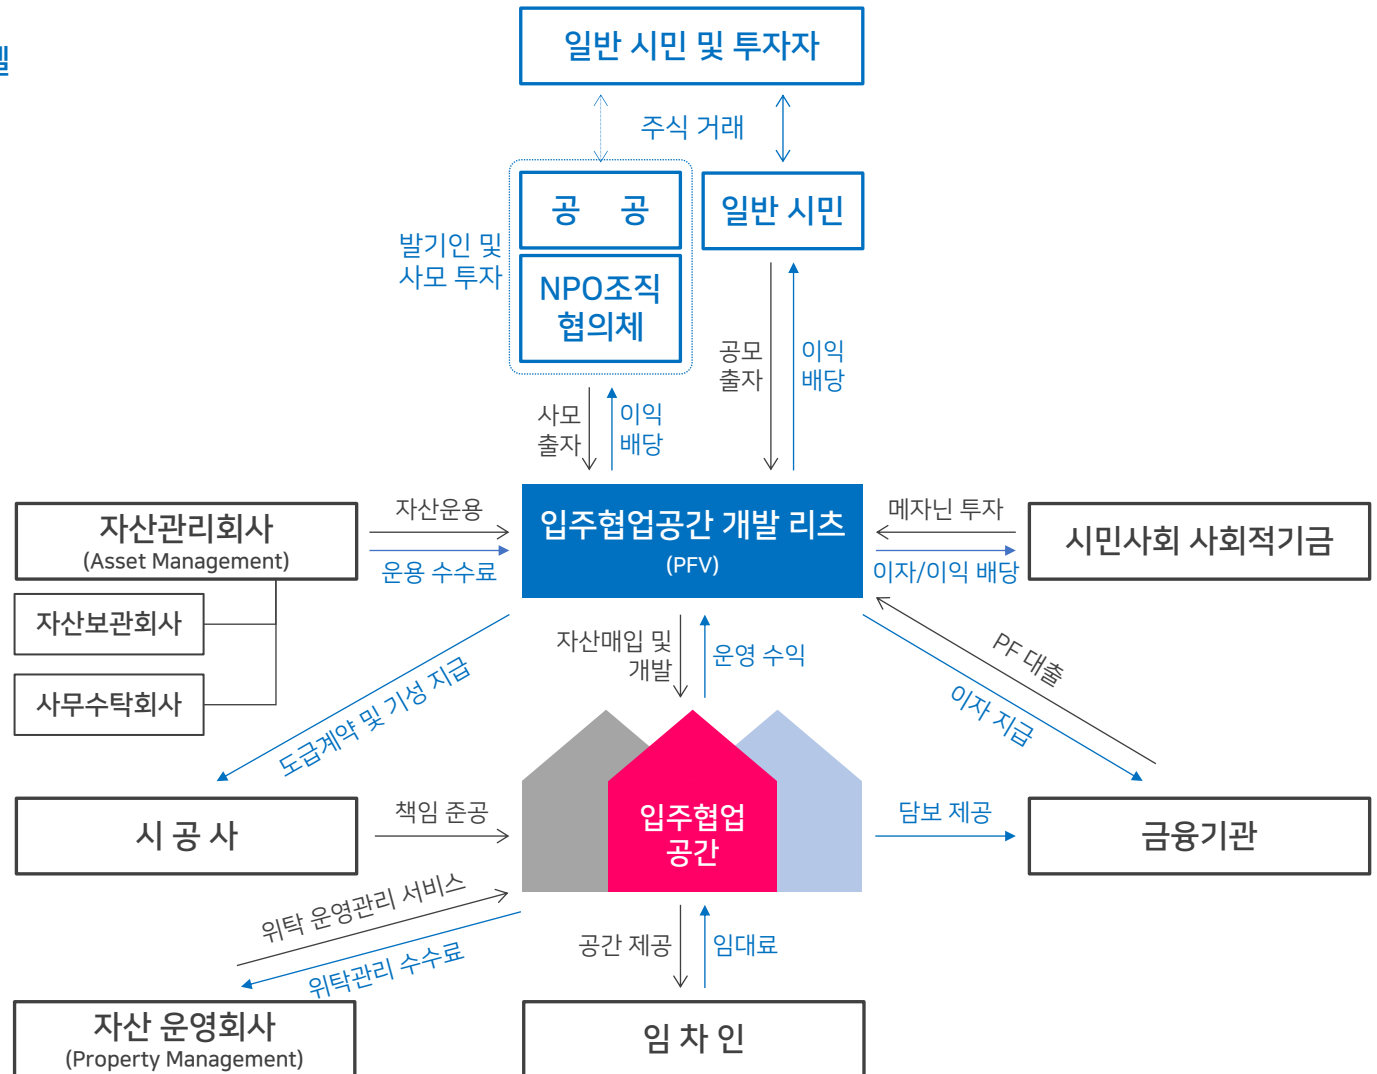 일반 시민 및 투자자
주식 거래
공 공
일반 시민
발기인 및
사모 투자
NPO조직
협의체
공모
출자
이익
배당
사모
출자
이익
배당
자산관리회사
(Asset Management)
자산운용
운용 수수료
입주협업공간 개발 리츠
(PFV)
메자닌 투자
이자/이익 배당
시민사회 사회적기금
자산보관회사
사무수탁회사
자산매입 및
개발
운영 수익
PF 대출
이자 지급
도급계약 및 기성 지급
시 공 사
책임 준공
입주협업
공간
담보 제공
금융기관
위탁 운영관리 서비스
위탁관리 수수료
공간 제공
임대료
자산 운영회사
(Property Management)
임 차 인